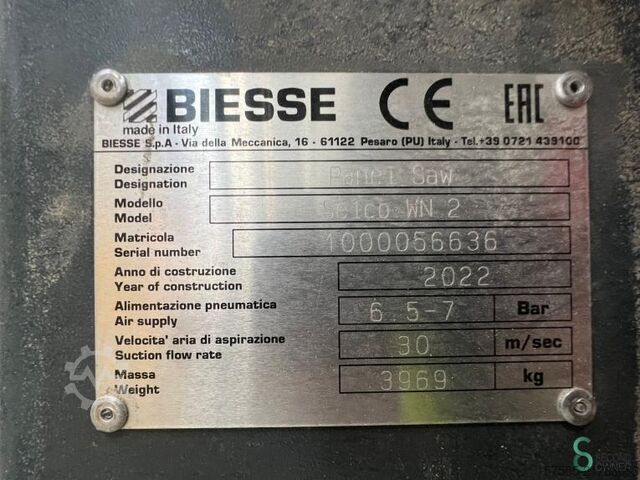 BIESSE CE EAC
made in Italy
BIESSE S.p.A - Via della Meccanica, 16 - 61122 Pesaro (PU) Italy - Tel.+39 0721 439100
Designazione
Designation Panel Saw
Modello
Model Selco WN 2
Matricola
Serial number 1000056636
Anno di costruzione
Year of construction 2022
Alimentazione pneumatica
Air supply 6.5-7 Bar
Velocita' aria di aspirazione
Suction flow rate 30 m/sec
Massa
Weight 3969 kg
SECOND
OWNER